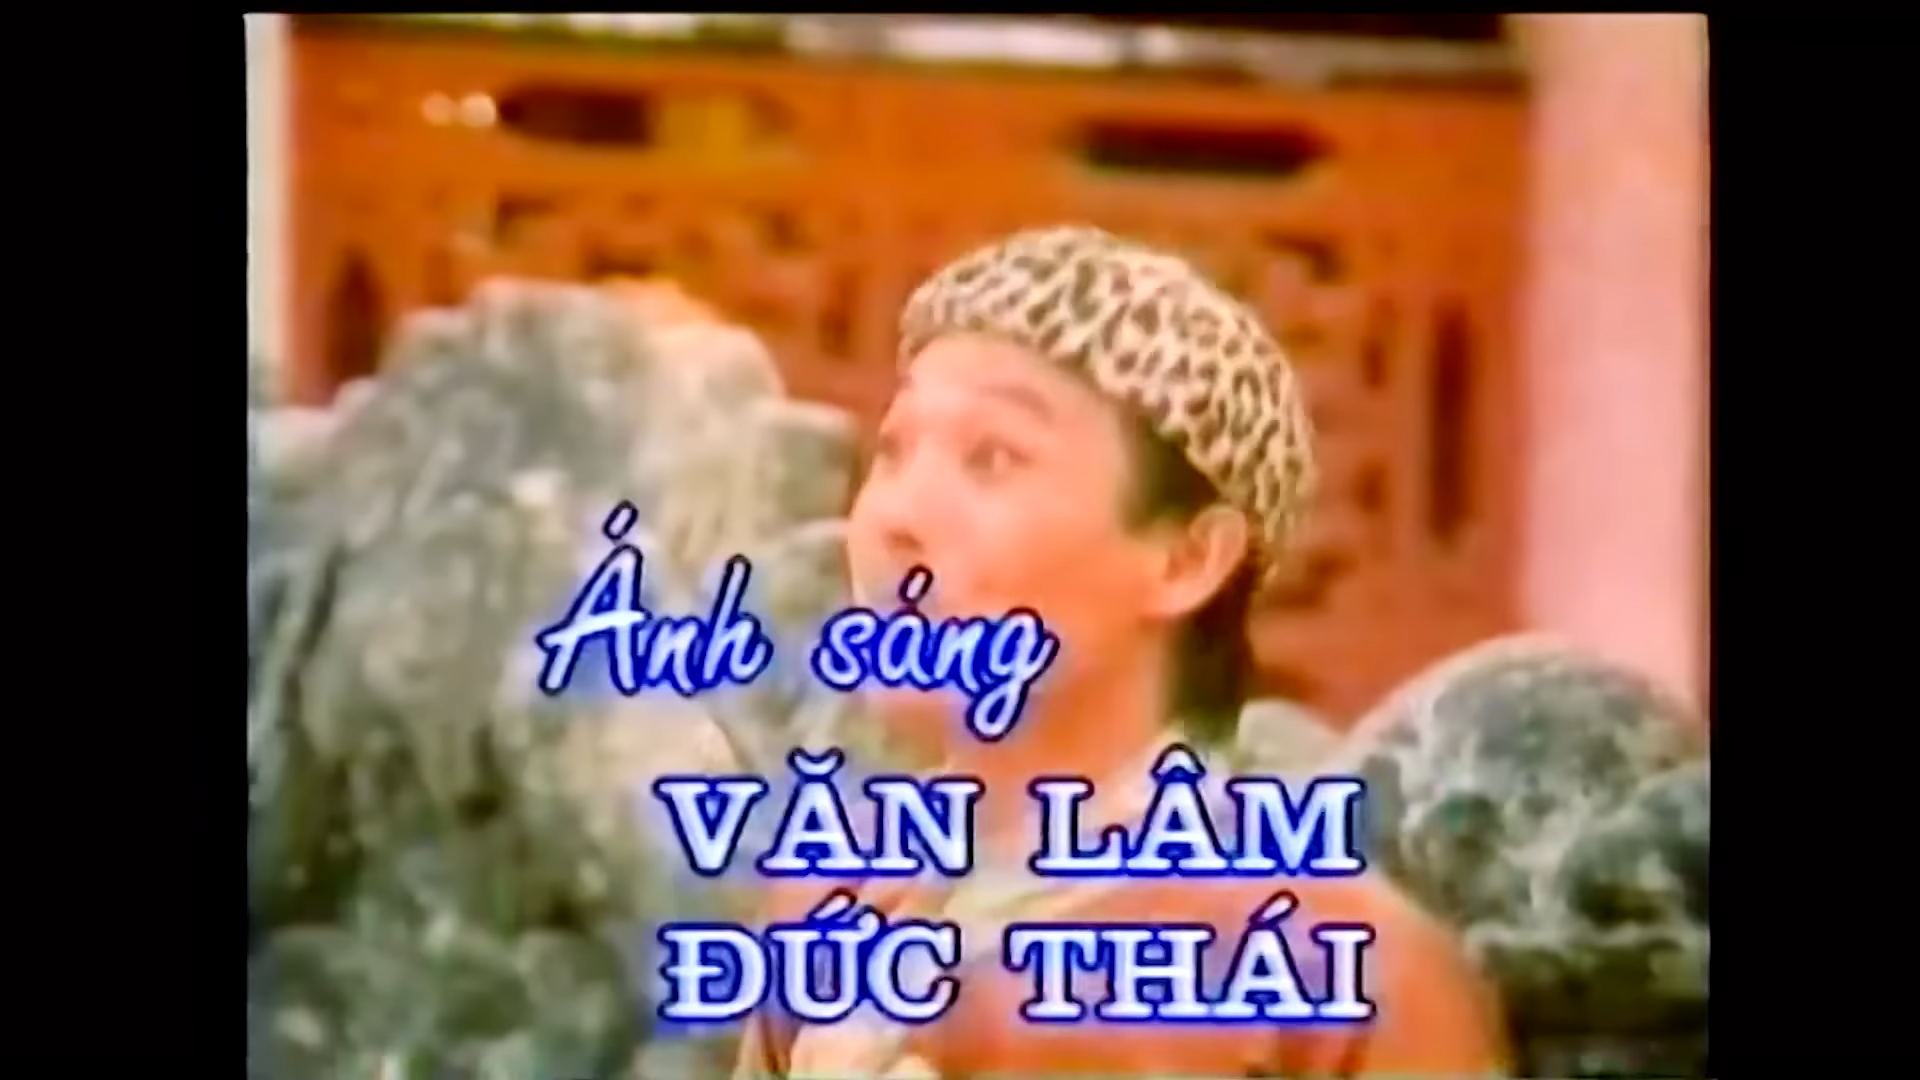 Ánh sáng
VĂN LÂM
ĐỨC THÁI